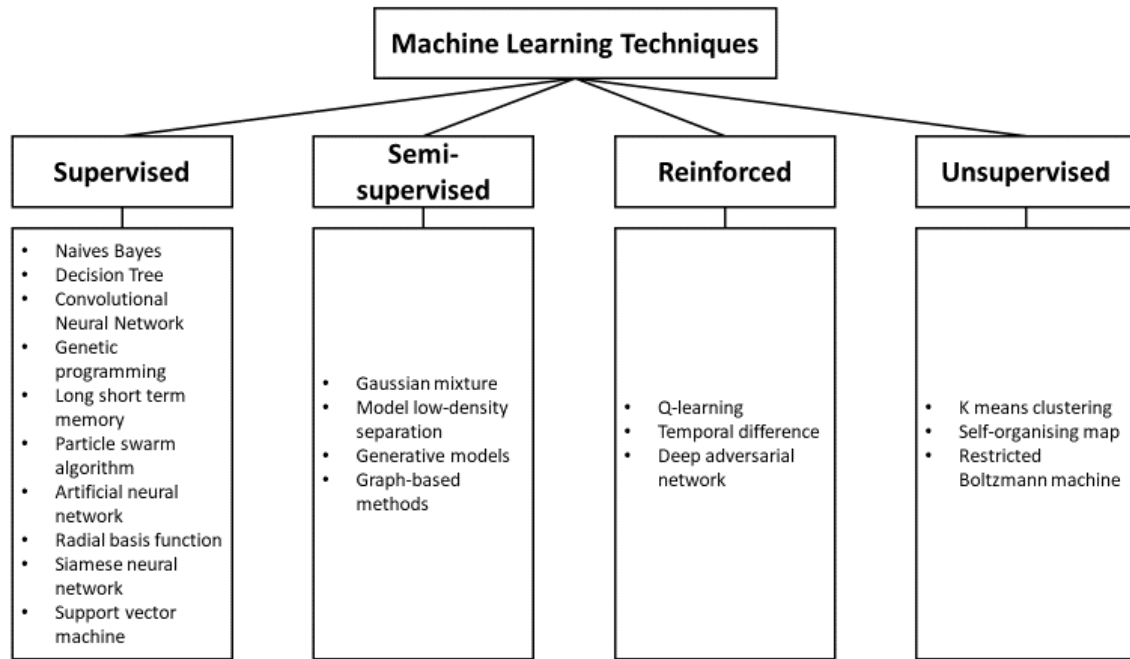 Machine Learning Techniques
Supervised
• Naives Bayes
• Decision Tree
• Convolutional
Neural Network
• Genetic
programming
• Long short term
memory
• Particle swarm
algorithm
• Artificial neural
network
• Radial basis function
• Siamese neural
network
• Support vector
machine
Semi-
supervised
• Gaussian mixture
• Model low-density
separation
• Generative models
• Graph-based
methods
Reinforced
• Q-learning
• Temporal difference
• Deep adversarial
network
Unsupervised
• K means clustering
• Self-organising map
• Restricted
Boltzmann machine